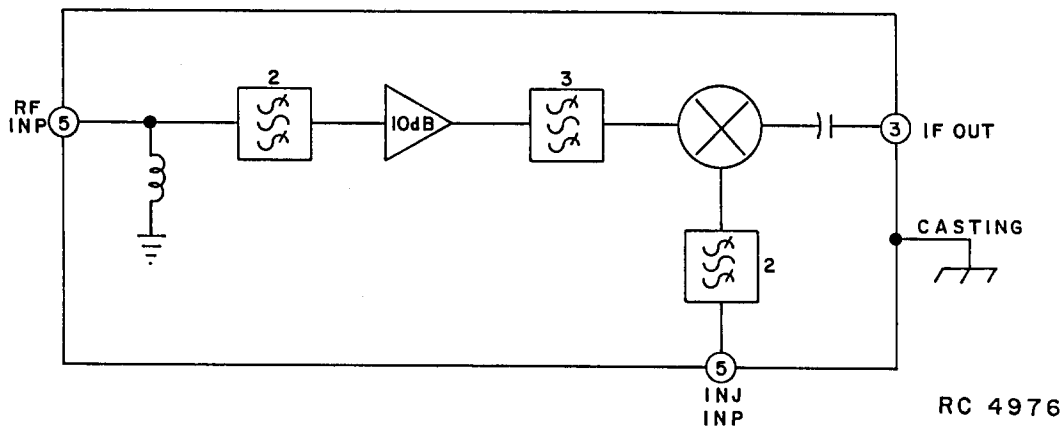 2
3
RF
INP
5
10dB
3
IF OUT
CASTING
2
5
INJ
INP
RC 4976